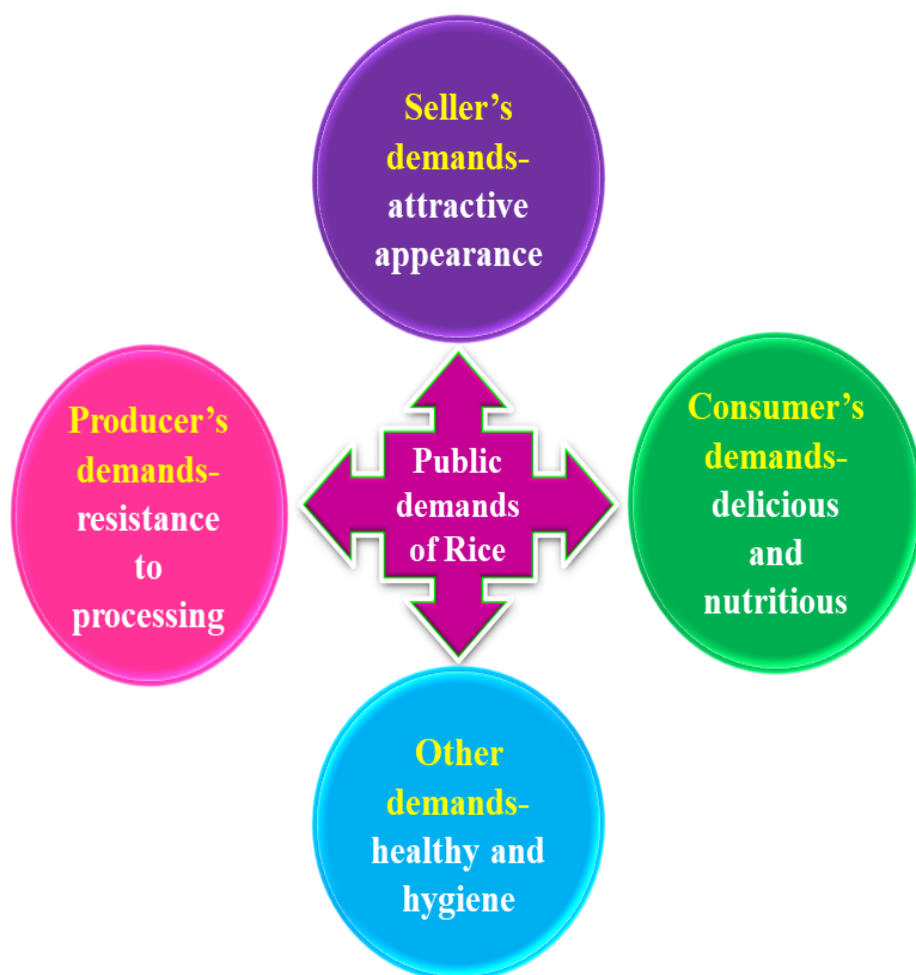 Seller’s
demands-
attractive
appearance
Producer’s
demands-
resistance
to
processing
Public
demands
of Rice
Consumer’s
demands-
delicious
and
nutritious
Other
demands-
healthy and
hygiene